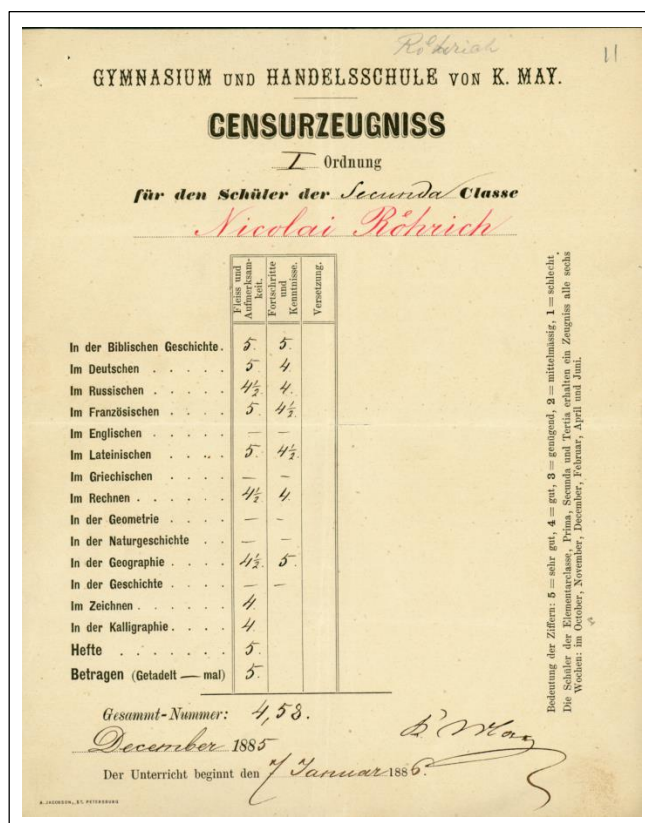 Röhrich
11
GYMNASIUM UND HANDELSSCHULE VON K. MAY.
CENSURZEUGNISS
I Ordnung
für den Schüler der Secunda Classe
Nicolai Röhrich
Fleiss und Aufmerksam-keit.
Fortschritte und Kenntnisse.
Versetzung.
In der Biblischen Geschichte. 5. 5.
Im Deutschen . . . . . 5. 4.
Im Russischen . . . . . 4½. 4.
Im Französischen . . . . 5. 4½.
Im Englischen . . . . . — —
Im Lateinischen . . . . 5. 4½.
Im Griechischen . . . . — —
Im Rechnen . . . . . . 4½. 4.
In der Geometrie . . . . — —
In der Naturgeschichte . . — —
In der Geographie . . . . 4½. 5.
In der Geschichte . . . . — —
Im Zeichnen . . . . . . 4.
In der Kalligraphie . . . . 4.
Hefte . . . . . . . 5.
Betragen (Getadelt — mal) 5.
Gesammt-Nummer: 4,58.
December 1885
K. May
Der Unterricht beginnt den 7 Januar 1886.
Bedeutung der Ziffern: 5 = sehr gut, 4 = gut, 3 = genügend, 2 = mittelmässig, 1 = schlecht
Die Schüler der Elementarclasse, Prima, Secunda und Tertia erhalten ein Zeugniss alle sechs
Wochen: im October, November, December, Februar, April und Juni.
A. JACOBSON, ST. PETERSBURG